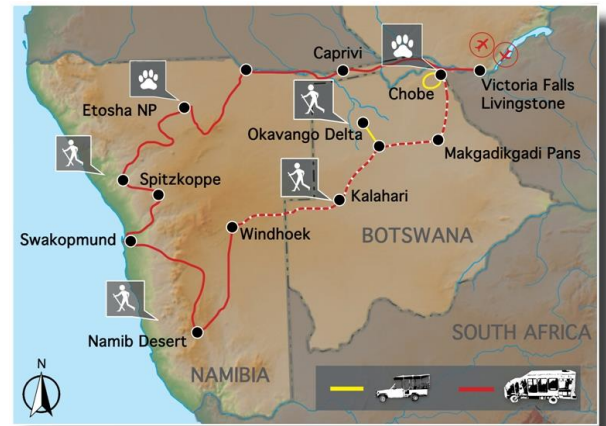 Caprivi
Etosha NP
Chobe
Victoria Falls
Livingstone
Okavango Delta
Makgadikgadi Pans
Spitzkoppe
Kalahari
Swakopmund
Windhoek
BOTSWANA
Namib Desert
SOUTH AFRICA
NAMIBIA
N